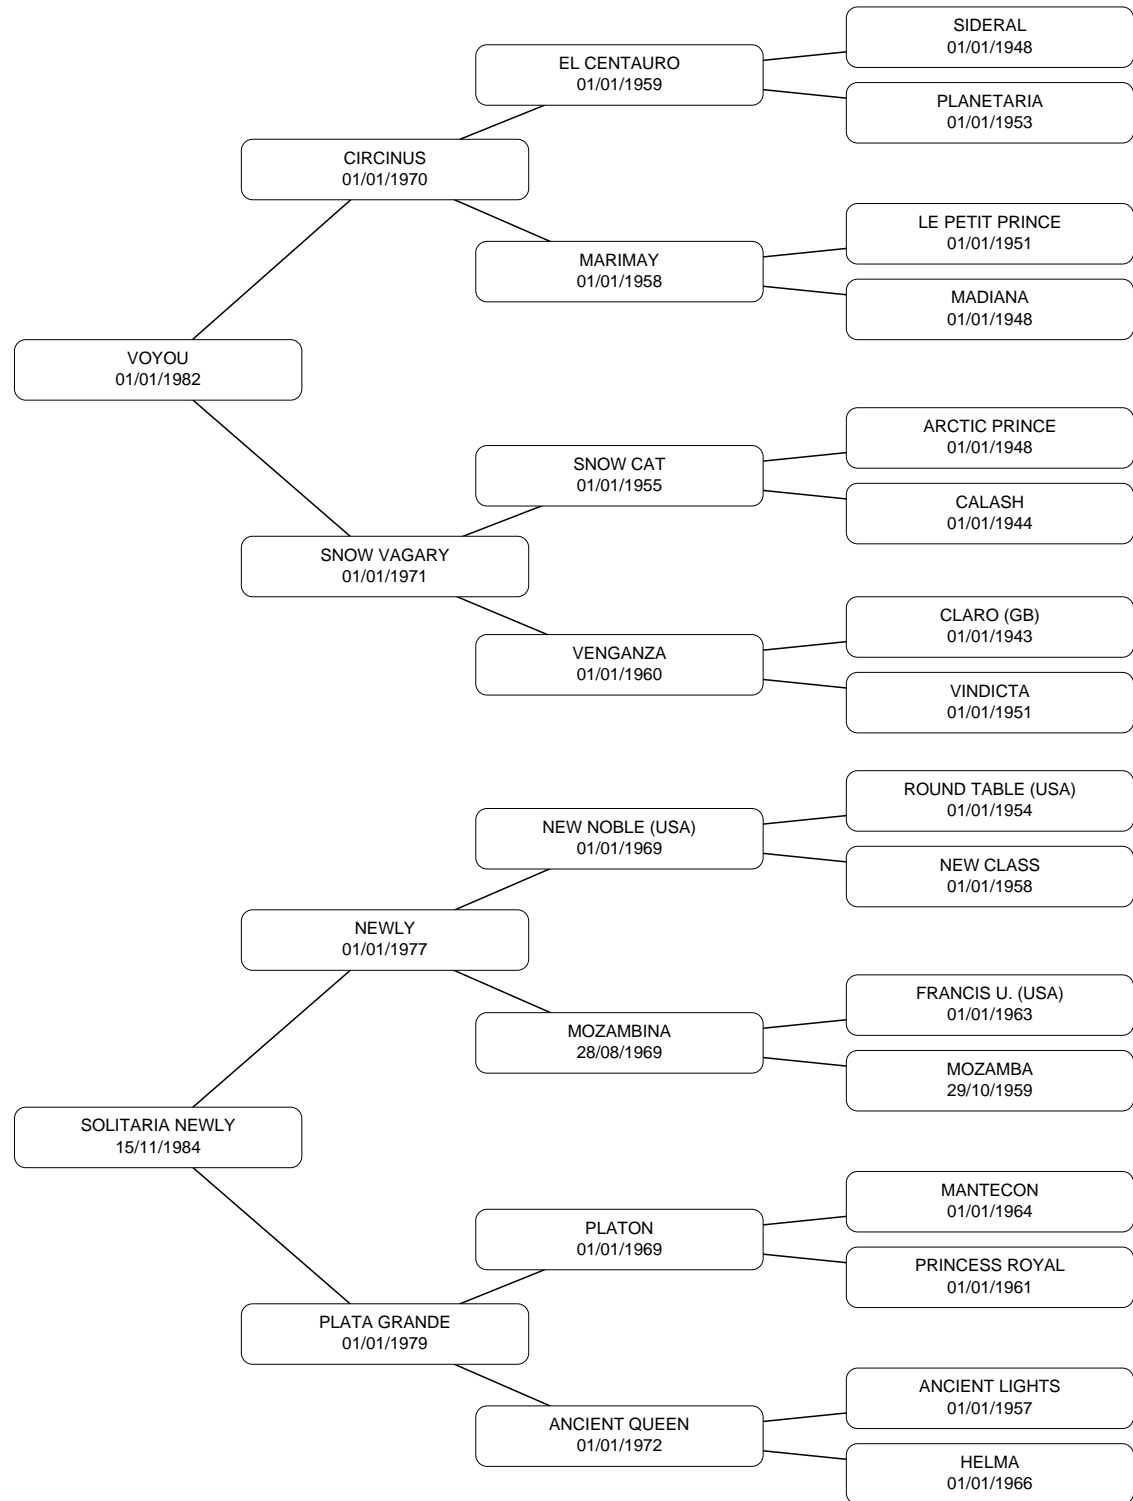 SIDERAL
01/01/1948
EL CENTAURO
01/01/1959
PLANETARIA
01/01/1953
CIRCINUS
01/01/1970
LE PETIT PRINCE
01/01/1951
MARIMAY
01/01/1958
MADIANA
01/01/1948
VOYOU
01/01/1982
ARCTIC PRINCE
01/01/1948
SNOW CAT
01/01/1955
CALASH
01/01/1944
SNOW VAGARY
01/01/1971
CLARO (GB)
01/01/1943
VENGANZA
01/01/1960
VINDICTA
01/01/1951
ROUND TABLE (USA)
01/01/1954
NEW NOBLE (USA)
01/01/1969
NEW CLASS
01/01/1958
NEWLY
01/01/1977
FRANCIS U. (USA)
01/01/1963
MOZAMBINA
28/08/1969
MOZAMBA
29/10/1959
SOLITARIA NEWLY
15/11/1984
MANTECON
01/01/1964
PLATON
01/01/1969
PRINCESS ROYAL
01/01/1961
PLATA GRANDE
01/01/1979
ANCIENT LIGHTS
01/01/1957
ANCIENT QUEEN
01/01/1972
HELMA
01/01/1966